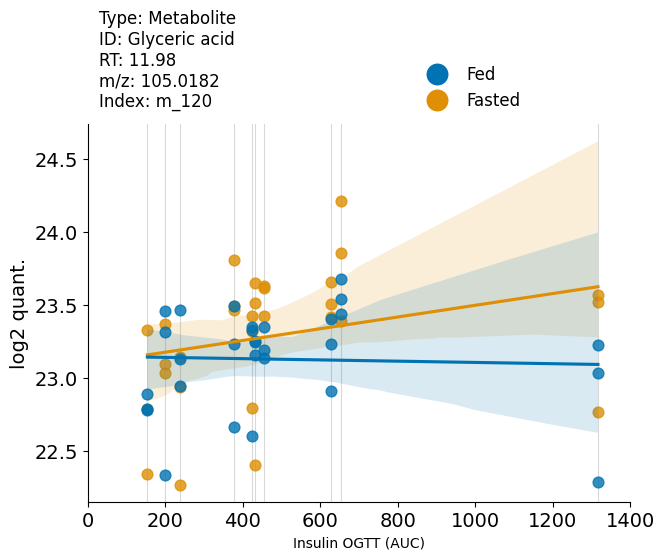 Type: Metabolite
ID: Glyceric acid
RT: 11.98
m/z: 105.0182
Index: m_120
Fed
Fasted
24.5
24.0
23.5
23.0
22.5
log2 quant.
0 200 400 600 800 1000 1200 1400
Insulin OGTT (AUC)